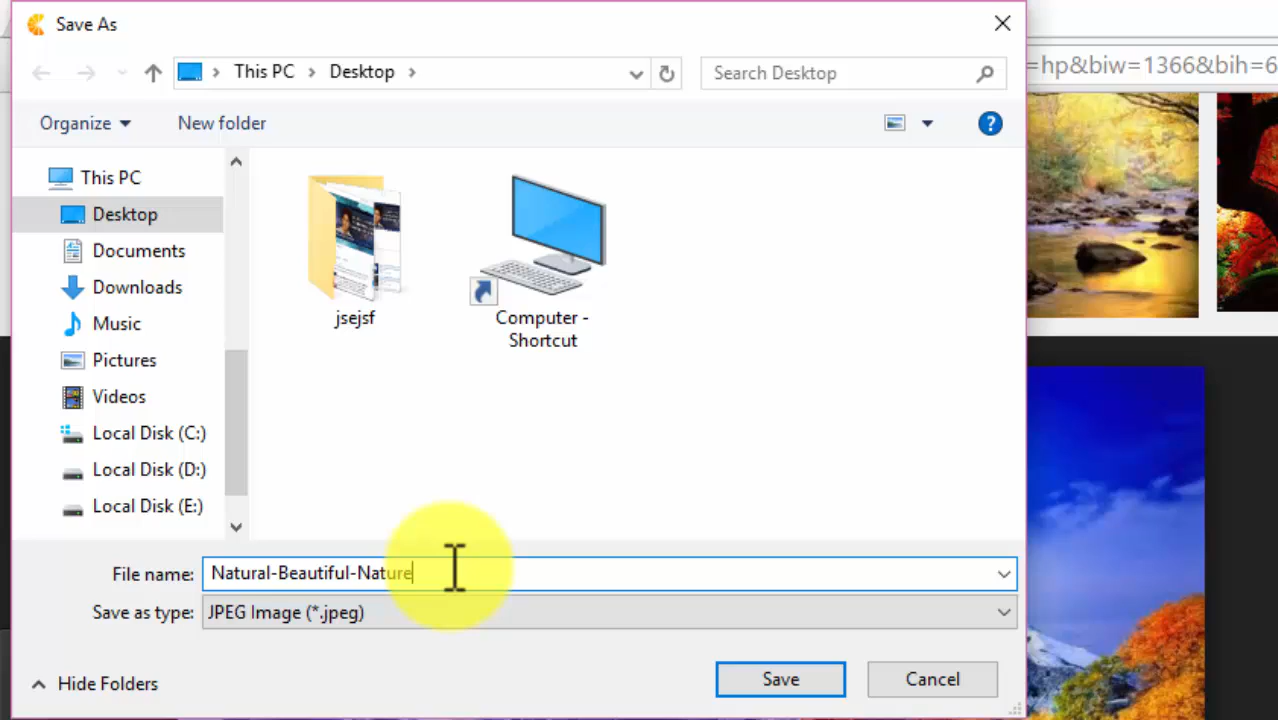 Save As
This PC
Desktop
Search Desktop
=hp&biw=1366&bih=6
Organize
New folder
?
This PC
Desktop
Documents
Downloads
Music
Pictures
Videos
Local Disk (C:)
Local Disk (D:)
Local Disk (E:)
jsejsf
Computer -
Shortcut
File name: Natural-Beautiful-Nature
Save as type: JPEG Image (*.jpeg)
Hide Folders
Save
Cancel